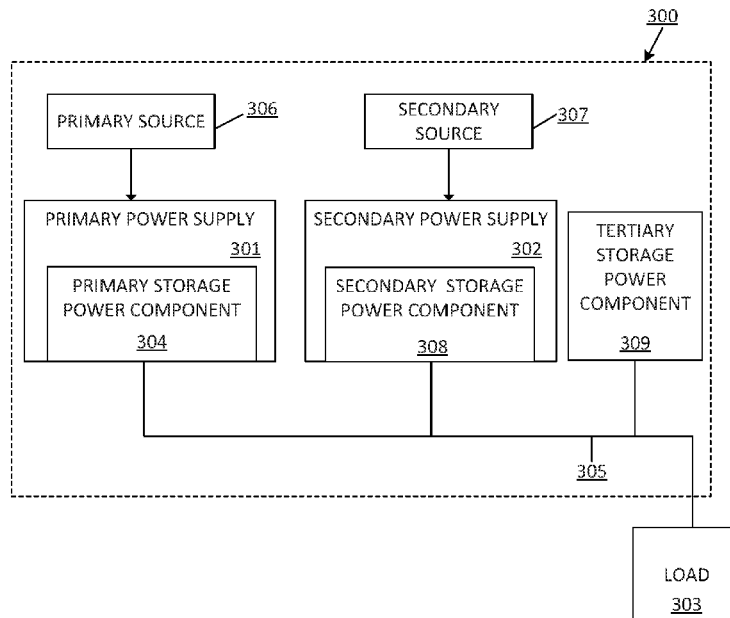 300
PRIMARY SOURCE
306
SECONDARY
SOURCE
307
PRIMARY POWER SUPPLY
301
PRIMARY STORAGE
POWER COMPONENT
304
SECONDARY POWER SUPPLY
302
SECONDARY STORAGE
POWER COMPONENT
308
TERTIARY
STORAGE
POWER
COMPONENT
309
305
LOAD
303